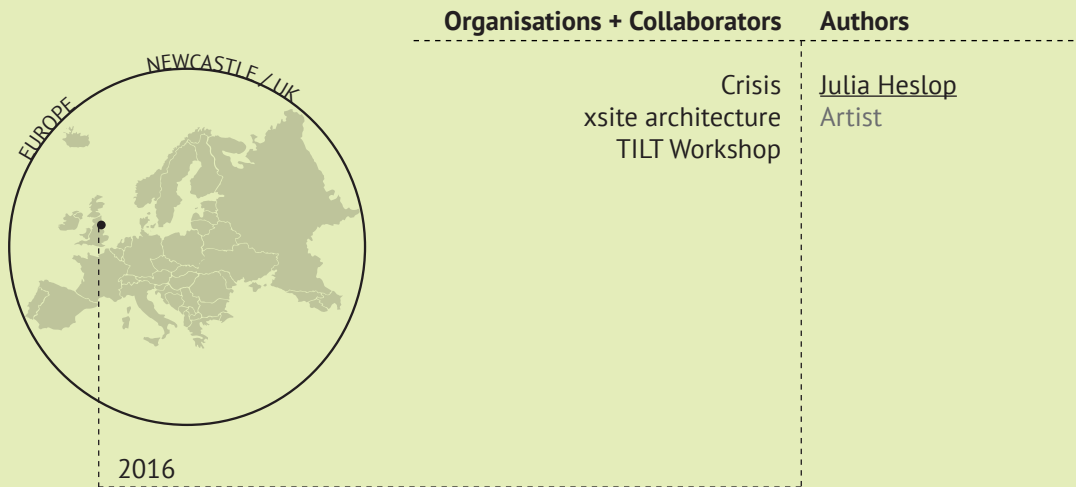 Organisations + Collaborators
Authors
EUROPE
NEWCASTLE / UK
Crisis
xsite architecture
TILT Workshop
Julia Heslop
Artist
2016